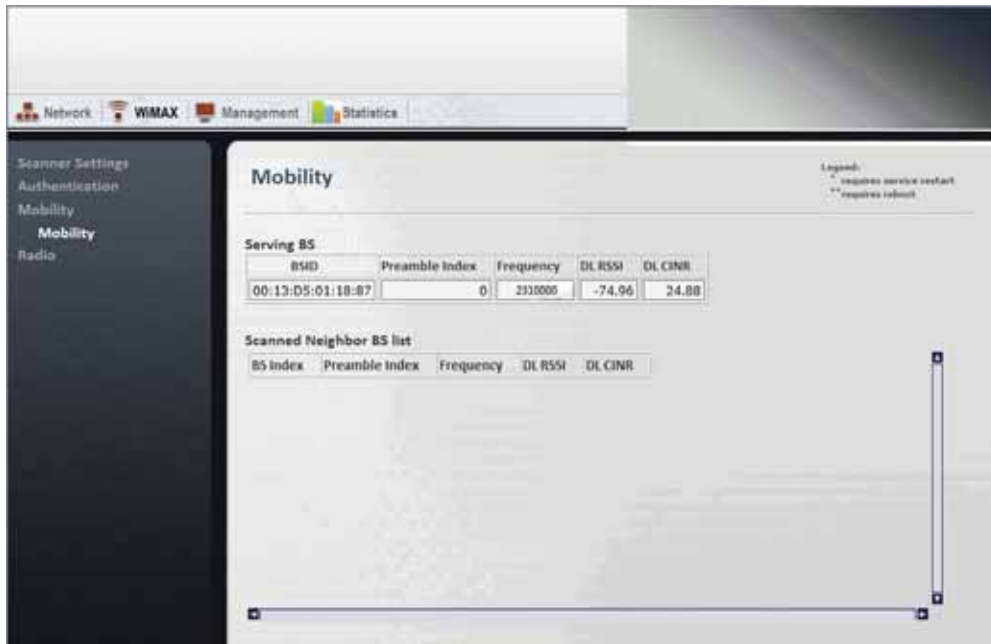 Network WiMAX Management Statistics
Scanner Settings
Authentication
Mobility
Mobility
Radio
Mobility
Legend:
* requires service restart
**requires reboot
Serving BS
BSID Preamble Index Frequency DL RSSI DL CINR
00:13:D5:01:18:87 0 2310000 -74.96 24.88
Scanned Neighbor BS list
BS Index Preamble Index Frequency DL RSSI DL CINR